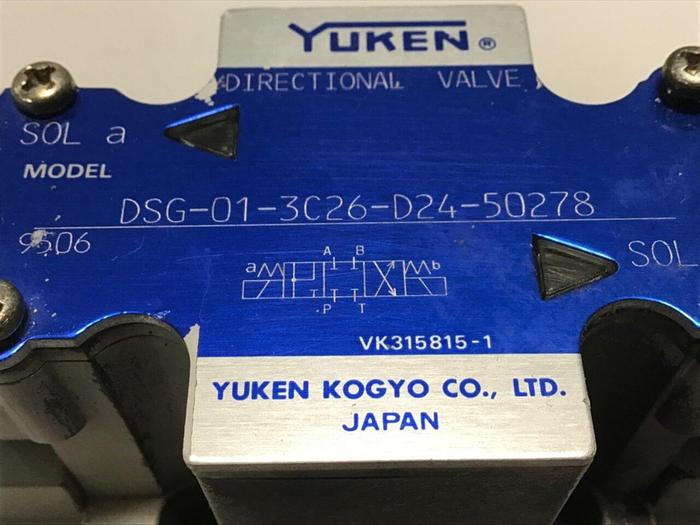 YUKEN ®
DIRECTIONAL VALVE
SOL a
MODEL
DSG-01-3C26-D24-50278
9506
SOL
A B
a b
P T
VK315815-1
YUKEN KOGYO CO., LTD.
JAPAN